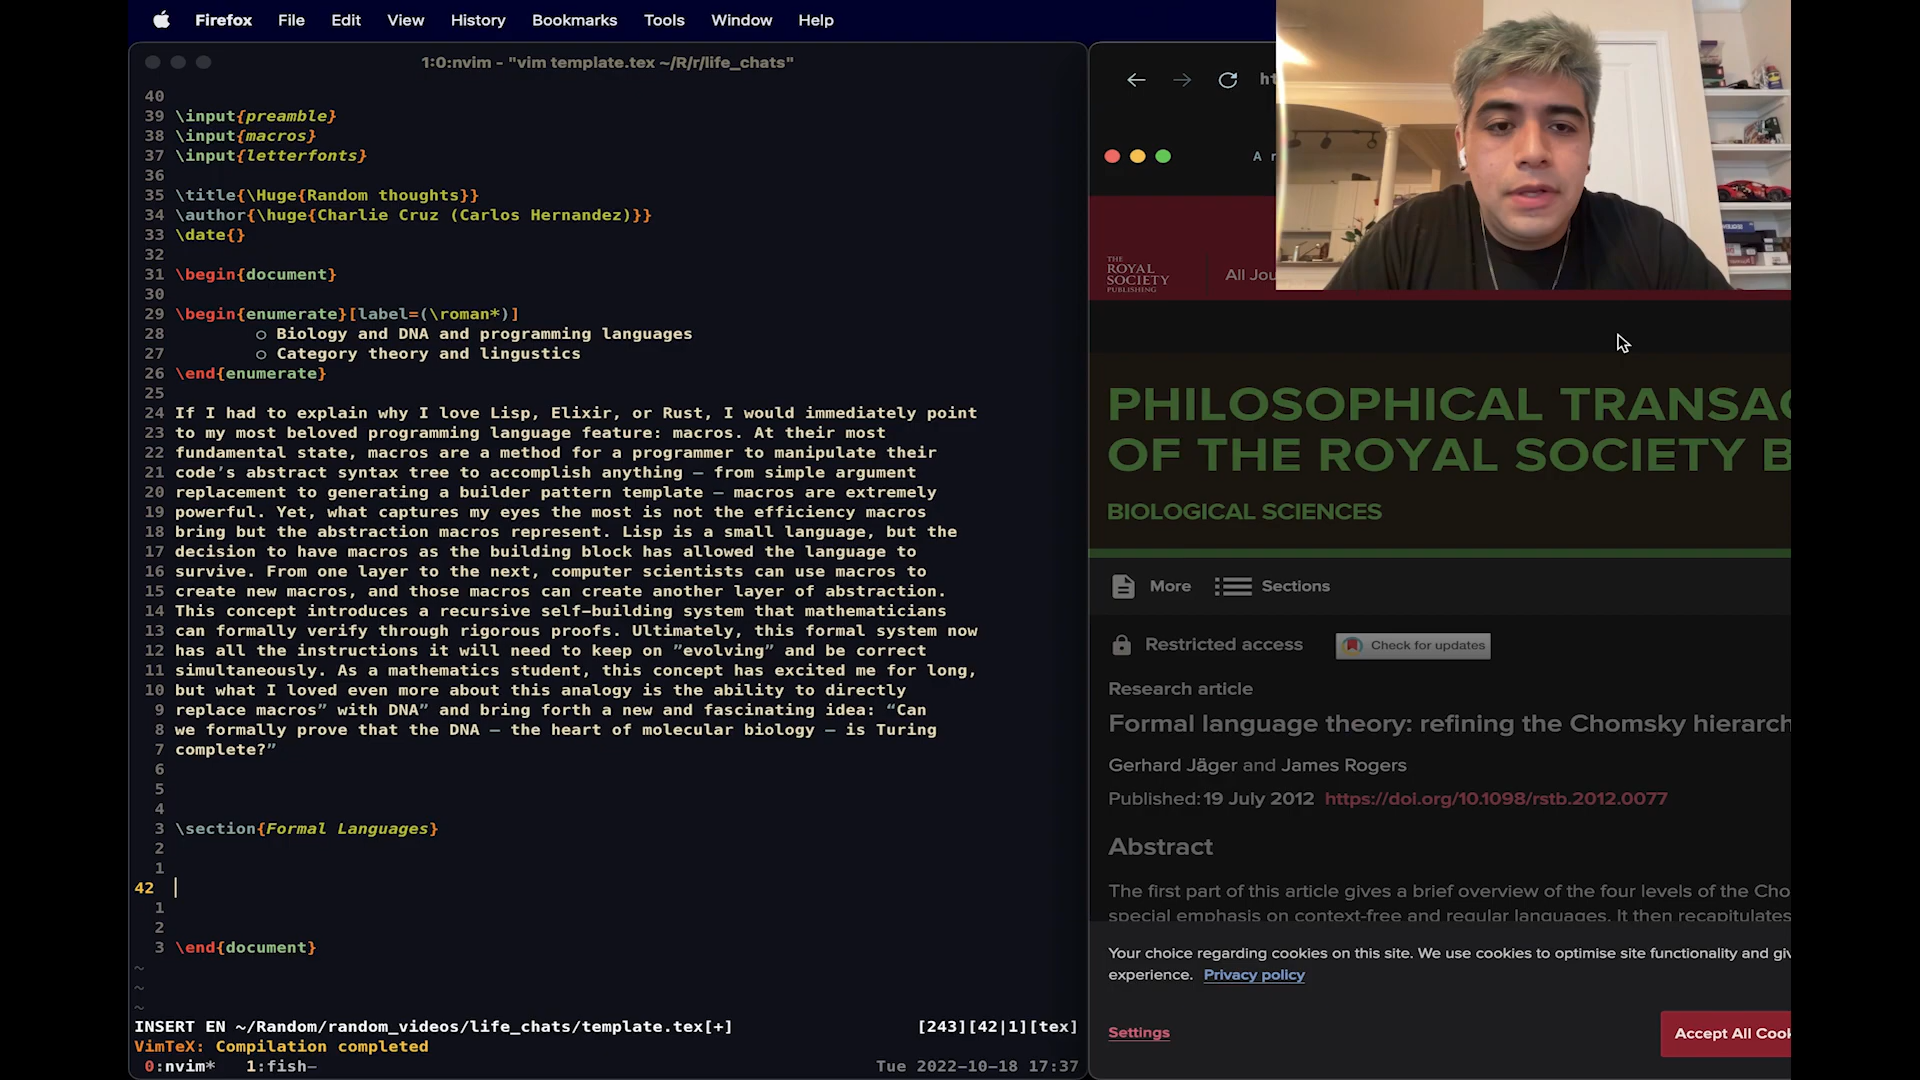 Firefox File Edit View History Bookmarks Tools Window Help
1:0:nvim - "vim template.tex ~/R/r/life_chats"
40
39 \input{preamble}
38 \input{macros}
37 \input{letterfonts}
36
35 \title{\Huge{Random thoughts}}
34 \author{\huge{Charlie Cruz (Carlos Hernandez)}}
33 \date{}
32
31 \begin{document}
30
29 \begin{enumerate}[label=(\roman*)]
28 ○ Biology and DNA and programming languages
27 ○ Category theory and lingustics
26 \end{enumerate}
25
24 If I had to explain why I love Lisp, Elixir, or Rust, I would immediately point
23 to my most beloved programming language feature: macros. At their most
22 fundamental state, macros are a method for a programmer to manipulate their
21 code’s abstract syntax tree to accomplish anything — from simple argument
20 replacement to generating a builder pattern template — macros are extremely
19 powerful. Yet, what captures my eyes the most is not the efficiency macros
18 bring but the abstraction macros represent. Lisp is a small language, but the
17 decision to have macros as the building block has allowed the language to
16 survive. From one layer to the next, computer scientists can use macros to
15 create new macros, and those macros can create another layer of abstraction.
14 This concept introduces a recursive self-building system that mathematicians
13 can formally verify through rigorous proofs. Ultimately, this formal system now
12 has all the instructions it will need to keep on ”evolving” and be correct
11 simultaneously. As a mathematics student, this concept has excited me for long,
10 but what I loved even more about this analogy is the ability to directly
9 replace macros” with DNA” and bring forth a new and fascinating idea: “Can
8 we formally prove that the DNA — the heart of molecular biology — is Turing
7 complete?”
6
5
4
3 \section{Formal Languages}
2
1
42
1
2
3 \end{document}
~
~
~
INSERT EN ~/Random/random_videos/life_chats/template.tex[+] [243][42|1][tex]
VimTeX: Compilation completed
0:nvim* 1:fish- Tue 2022-10-18 17:37
THE
ROYAL
SOCIETY
PUBLISHING
All Jou
PHILOSOPHICAL TRANSAC
OF THE ROYAL SOCIETY B
BIOLOGICAL SCIENCES
More Sections
Restricted access Check for updates
Research article
Formal language theory: refining the Chomsky hierarch
Gerhard Jäger and James Rogers
Published: 19 July 2012 https://doi.org/10.1098/rstb.2012.0077
Abstract
The first part of this article gives a brief overview of the four levels of the Cho
special emphasis on context-free and regular languages. It then recapitulates
Your choice regarding cookies on this site. We use cookies to optimise site functionality and giv
experience. Privacy policy
Settings
Accept All Cook